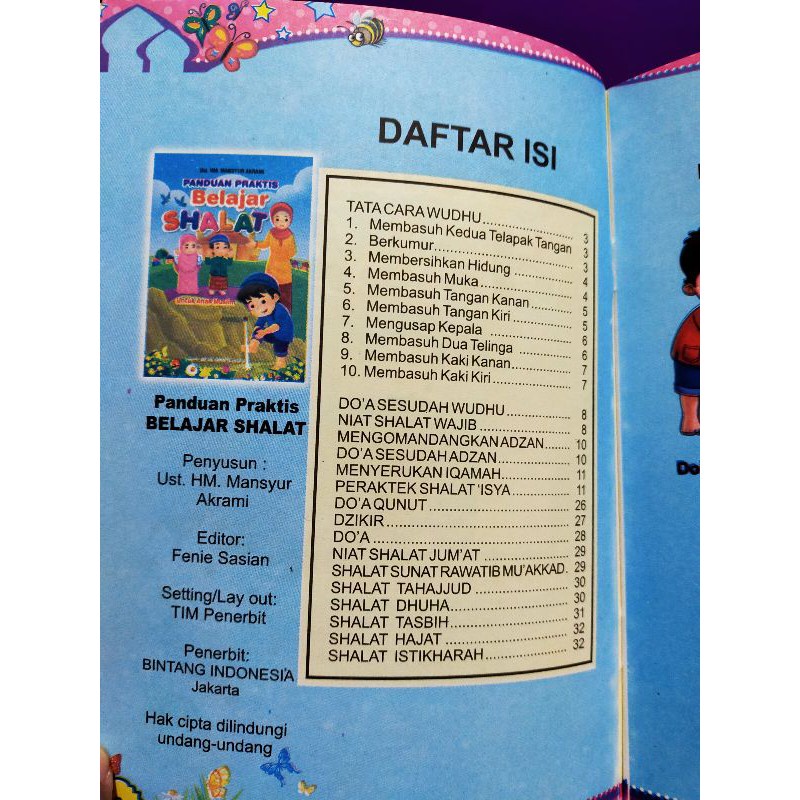 DAFTAR ISI
Ust. HM. MANSYUR AKRAMI
PANDUAN PRAKTIS
Belajar
SHALAT
Untuk Anak Muslim
Panduan Praktis
BELAJAR SHALAT
Penyusun :
Ust. HM. Mansyur
Akrami
Editor:
Fenie Sasian
Setting/Lay out:
TIM Penerbit
Penerbit:
BINTANG INDONESIA
Jakarta
Hak cipta dilindungi
undang-undang
TATA CARA WUDHU.................... 3
1. Membasuh Kedua Telapak Tangan 3
2. Berkumur............................ 3
3. Membersihkan Hidung .............. 4
4. Membasuh Muka...................... 4
5. Membasuh Tangan Kanan ........... 5
6. Membasuh Tangan Kiri .............. 5
7. Mengusap Kepala ................... 6
8. Membasuh Dua Telinga ............. 6
9. Membasuh Kaki Kanan.............. 7
10. Membasuh Kaki Kiri ................ 7
DO'A SESUDAH WUDHU................ 8
NIAT SHALAT WAJIB................... 8
MENGOMANDANGKAN ADZAN........... 10
DO'A SESUDAH ADZAN................ 10
MENYERUKAN IQAMAH................. 11
PERAKTEK SHALAT 'ISYA.............. 11
DO'A QUNUT.......................... 26
DZIKIR............................... 27
DO'A................................. 28
NIAT SHALAT JUM'AT ................. 29
SHALAT SUNAT RAWATIB MU'AKKAD. 29
SHALAT TAHAJJUD .................... 30
SHALAT DHUHA........................ 30
SHALAT TASBIH ....................... 31
SHALAT HAJAT ........................ 32
SHALAT ISTIKHARAH................... 32
Do